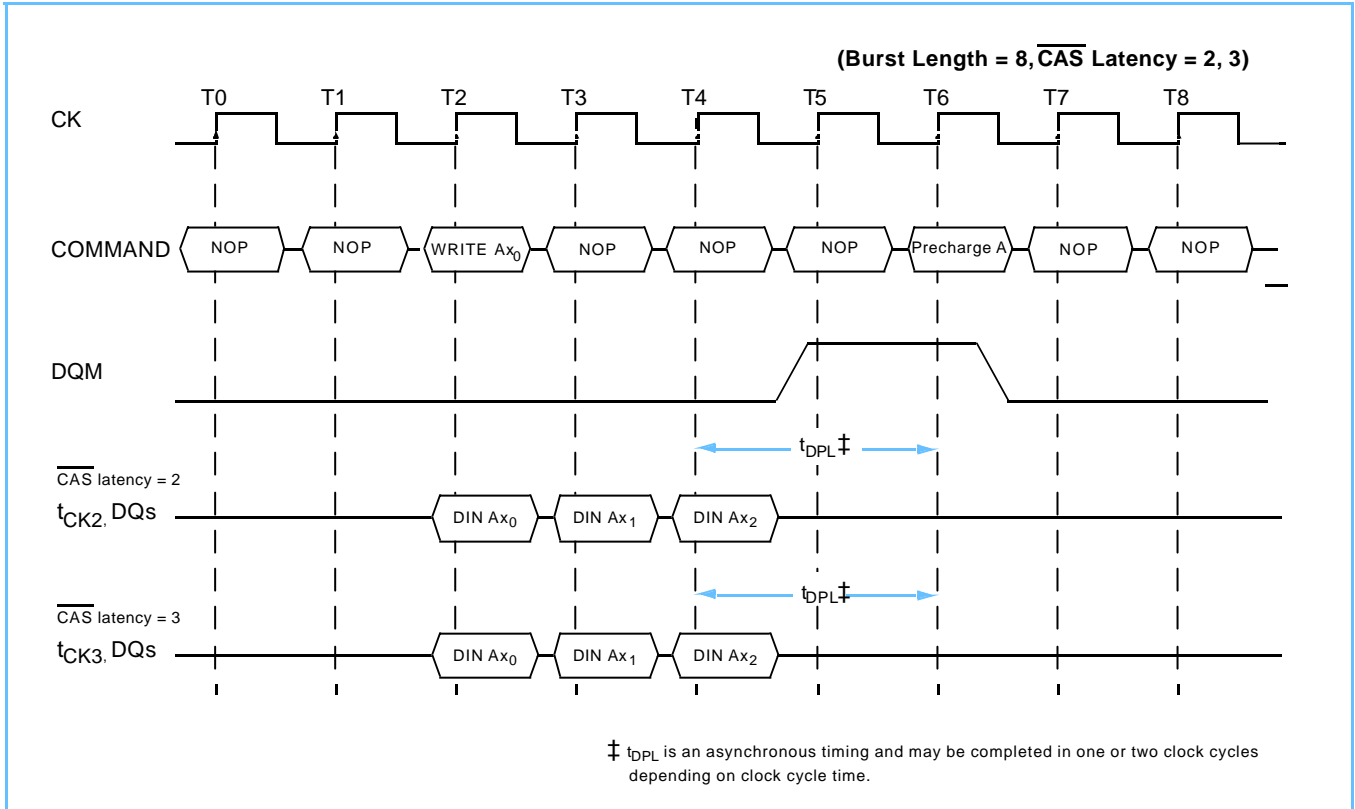 (Burst Length = 8, CAS Latency = 2, 3)
T0 T1 T2 T3 T4 T5 T6 T7 T8
CK
COMMAND NOP NOP WRITE Ax0 NOP NOP NOP Precharge A NOP NOP
DQM
tDPL ‡
CAS latency = 2
tCK2, DQs DIN Ax0 DIN Ax1 DIN Ax2
tDPL‡
CAS latency = 3
tCK3, DQs DIN Ax0 DIN Ax1 DIN Ax2
‡ tDPL is an asynchronous timing and may be completed in one or two clock cycles
depending on clock cycle time.